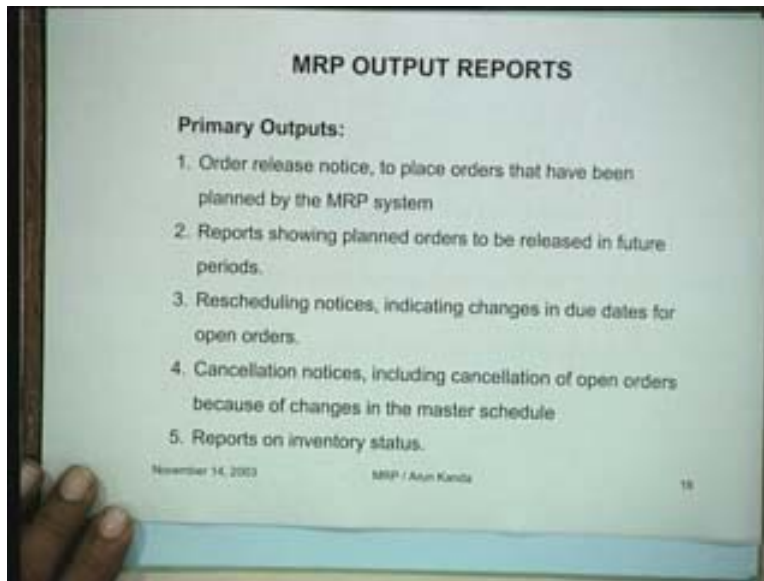 MRP OUTPUT REPORTS
Primary Outputs:
1. Order release notice, to place orders that have been
planned by the MRP system
2. Reports showing planned orders to be released in future
periods.
3. Rescheduling notices, indicating changes in due dates for
open orders.
4. Cancellation notices, including cancellation of open orders
because of changes in the master schedule
5. Reports on inventory status.
November 14, 2003 MRP / Arun Kanda 18